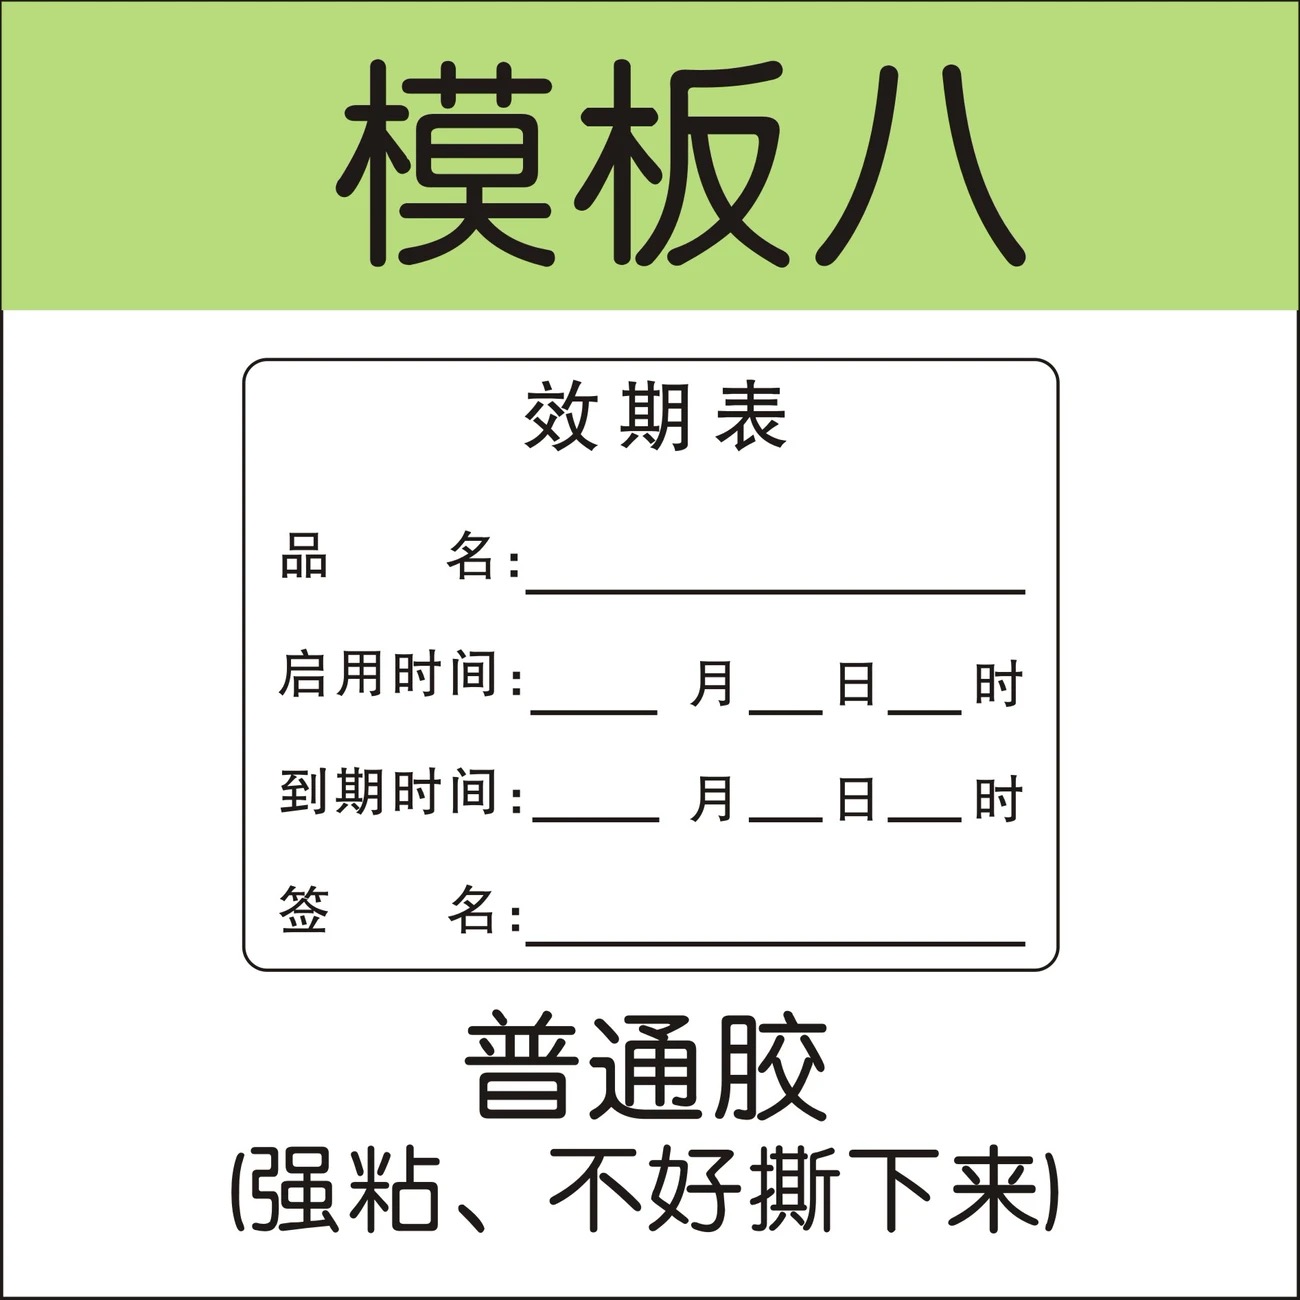 模板八
效期表
品 名:
启用时间: 月 日 时
到期时间: 月 日 时
签 名:
普通胶
(强粘、不好撕下来)